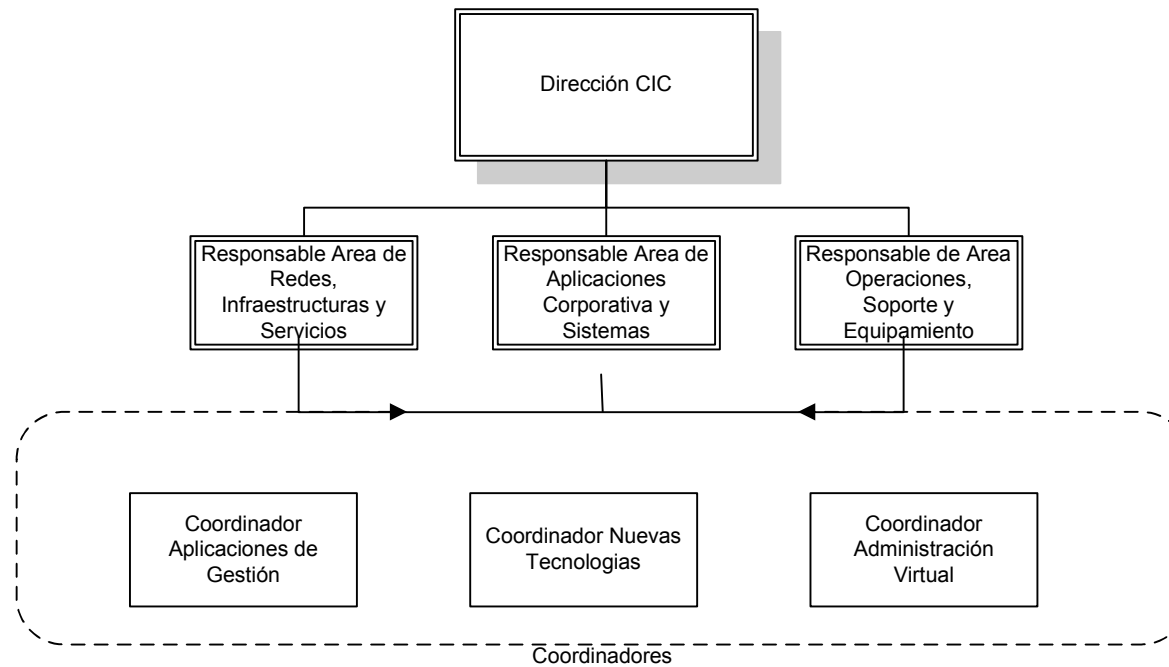 Dirección CIC
Responsable Area de
Redes,
Infraestructuras y
Servicios
Responsable Area de
Aplicaciones
Corporativa y
Sistemas
Responsable de Area
Operaciones,
Soporte y
Equipamiento
Coordinador
Aplicaciones de
Gestión
Coordinador Nuevas
Tecnologias
Coordinador
Administración
Virtual
Coordinadores